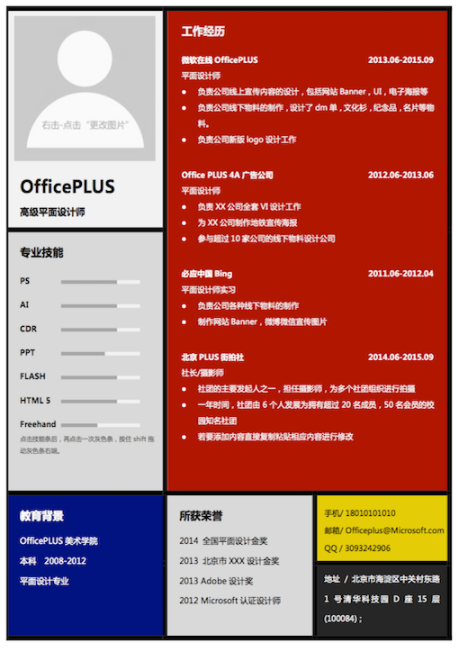 右击-点击“更改图片”
OfficePLUS
高级平面设计师
专业技能
PS
AI
CDR
PPT
FLASH
HTML 5
Freehand
点击技能条后，再点击一次灰色条，按住 shift 拖
动灰色条右端。
工作经历
微软在线 OfficePLUS 2013.06-2015.09
平面设计师
● 负责公司线上宣传内容的设计，包括网站 Banner，UI，电子海报等
● 负责公司线下物料的制作，设计了 dm 单，文化衫，纪念品，名片等物
料。
● 负责公司新版 logo 设计工作
Office PLUS 4A 广告公司 2012.06-2013.06
平面设计师
● 负责 XX 公司全套 VI 设计工作
● 为 XX 公司制作地铁宣传海报
● 参与超过 10 家公司的线下物料设计公司
必应中国 Bing 2011.06-2012.04
平面设计师实习
● 负责公司各种线下物料的制作
● 制作网站 Banner，微博微信宣传图片
北京 PLUS 街拍社 2014.06-2015.09
社长/摄影师
● 社团的主要发起人之一，担任摄影师，为多个社团组织进行拍摄
● 一年时间，社团由 6 个人发展为拥有超过 20 名成员，50 名会员的校
园知名社团
● 若要添加内容直接复制粘贴相应内容进行修改
教育背景
OfficePLUS 美术学院
本科 2008-2012
平面设计专业
所获荣誉
2014 全国平面设计金奖
2013 北京市 XXX 设计金奖
2013 Adobe 设计奖
2012 Microsoft 认证设计师
手机/ 18010101010
邮箱/ Officeplus@Microsoft.com
QQ / 3093242906
地址 / 北京市海淀区中关村东路
1 号清华科技园 D 座 15 层
(100084)；